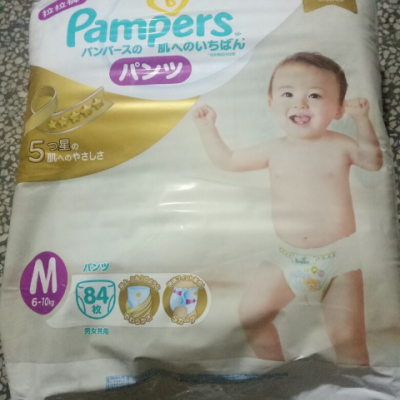 Pampers
パンパースの 肌へのいちばん
パンツ
5つ星の
肌へのやさしさ
M
6-10kg
パンツ
84
枚
男女共用